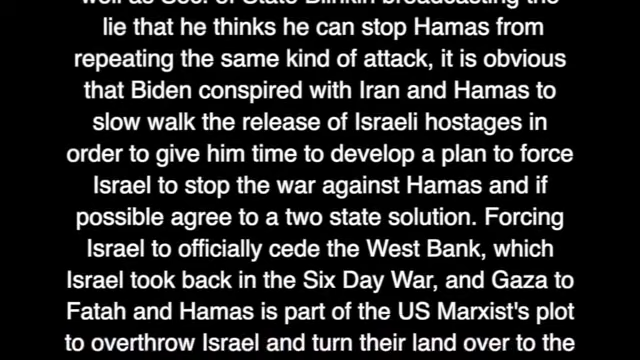 well as Sec. of State Blinkin broadcasting the
lie that he thinks he can stop Hamas from
repeating the same kind of attack, it is obvious
that Biden conspired with Iran and Hamas to
slow walk the release of Israeli hostages in
order to give him time to develop a plan to force
Israel to stop the war against Hamas and if
possible agree to a two state solution. Forcing
Israel to officially cede the West Bank, which
Israel took back in the Six Day War, and Gaza to
Fatah and Hamas is part of the US Marxist's plot
to overthrow Israel and turn their land over to the